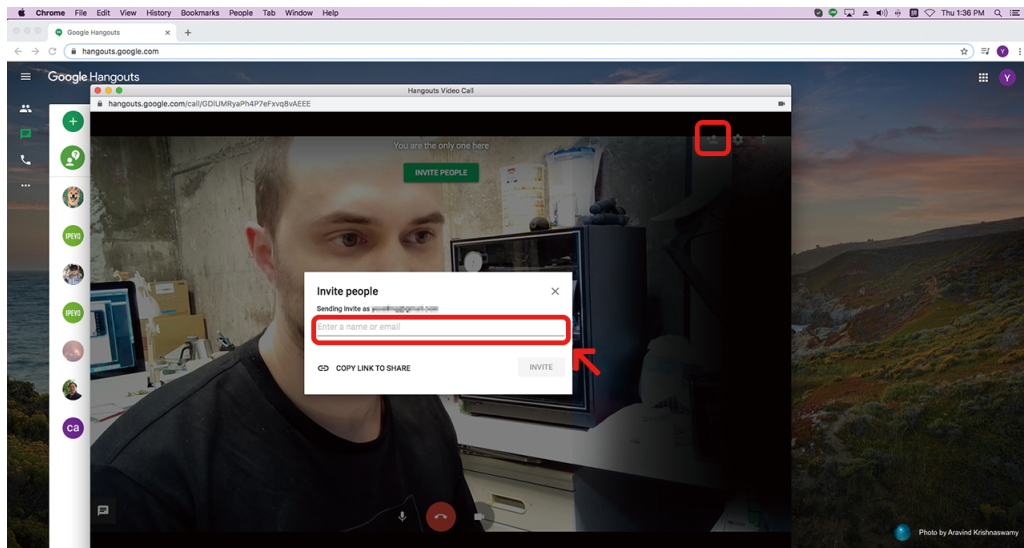 Chrome File Edit View History Bookmarks People Tab Window Help
Thu 1:36 PM
Google Hangouts
hangouts.google.com
Y
Google Hangouts
Y
Hangouts Video Call
hangouts.google.com/call/GDlUMRyaPh4P7eFxvqBvAEEE
You are the only one here
INVITE PEOPLE
IPEVO
Invite people
Sending invite as
Enter a name or email
IPEVO
COPY LINK TO SHARE
INVITE
ca
Photo by Aravind Krishnaswamy